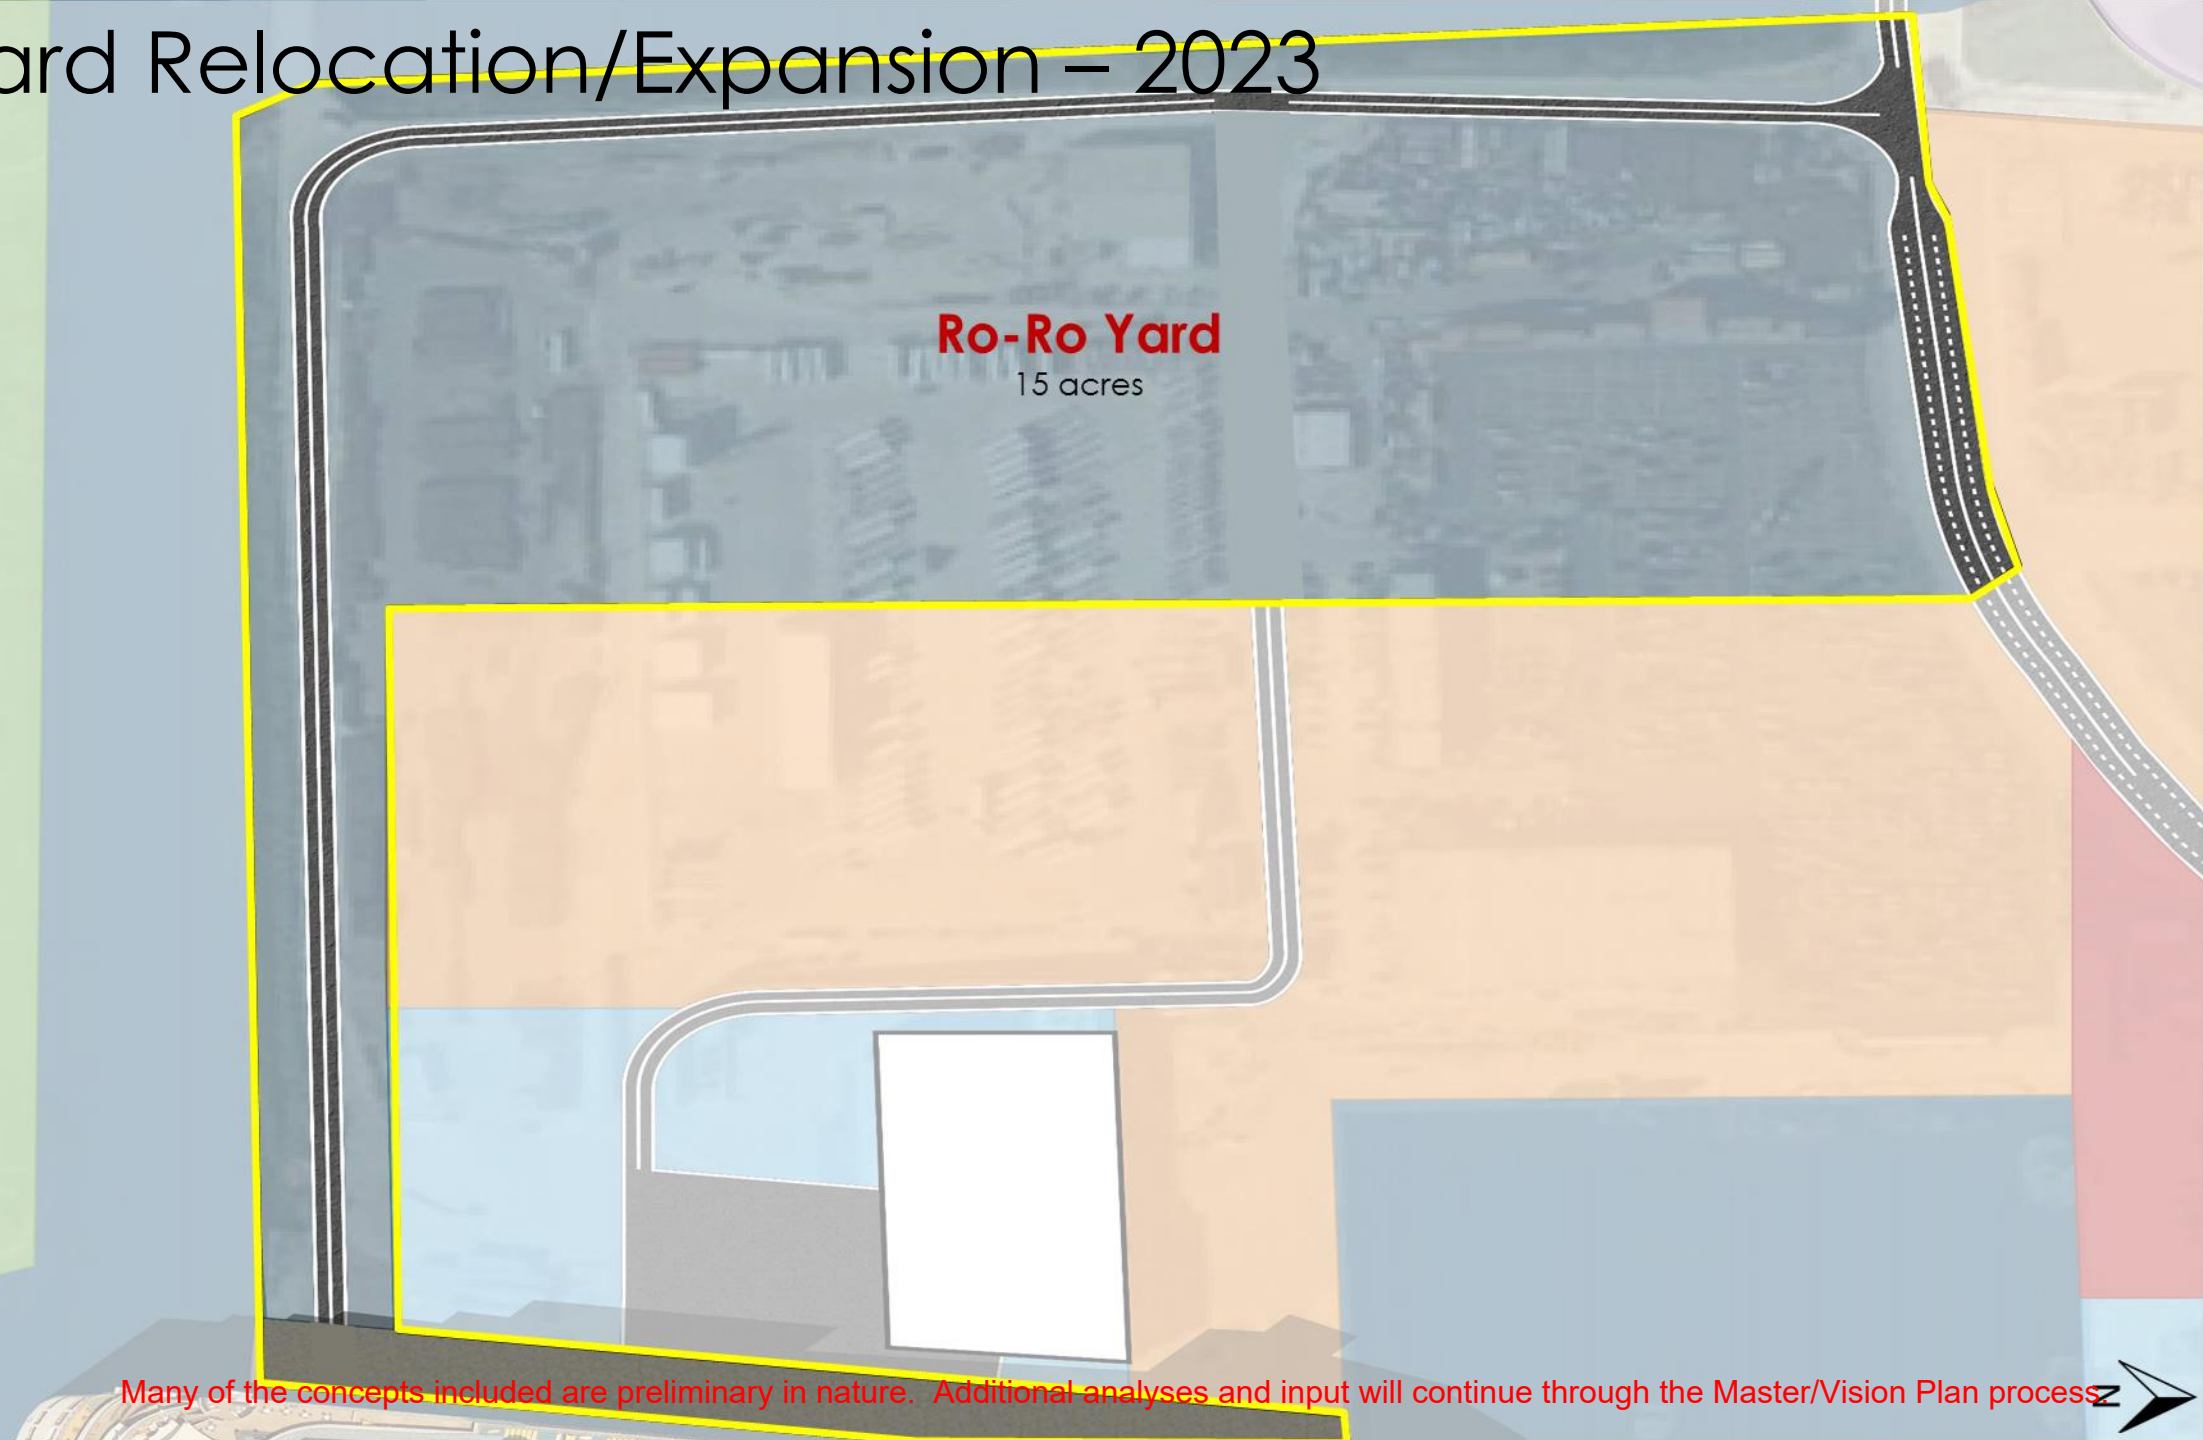 ard Relocation/Expansion – 2023
Ro-Ro Yard
15 acres
Many of the concepts included are preliminary in nature.  Additional analyses and input will continue through the Master/Vision Plan process.
N